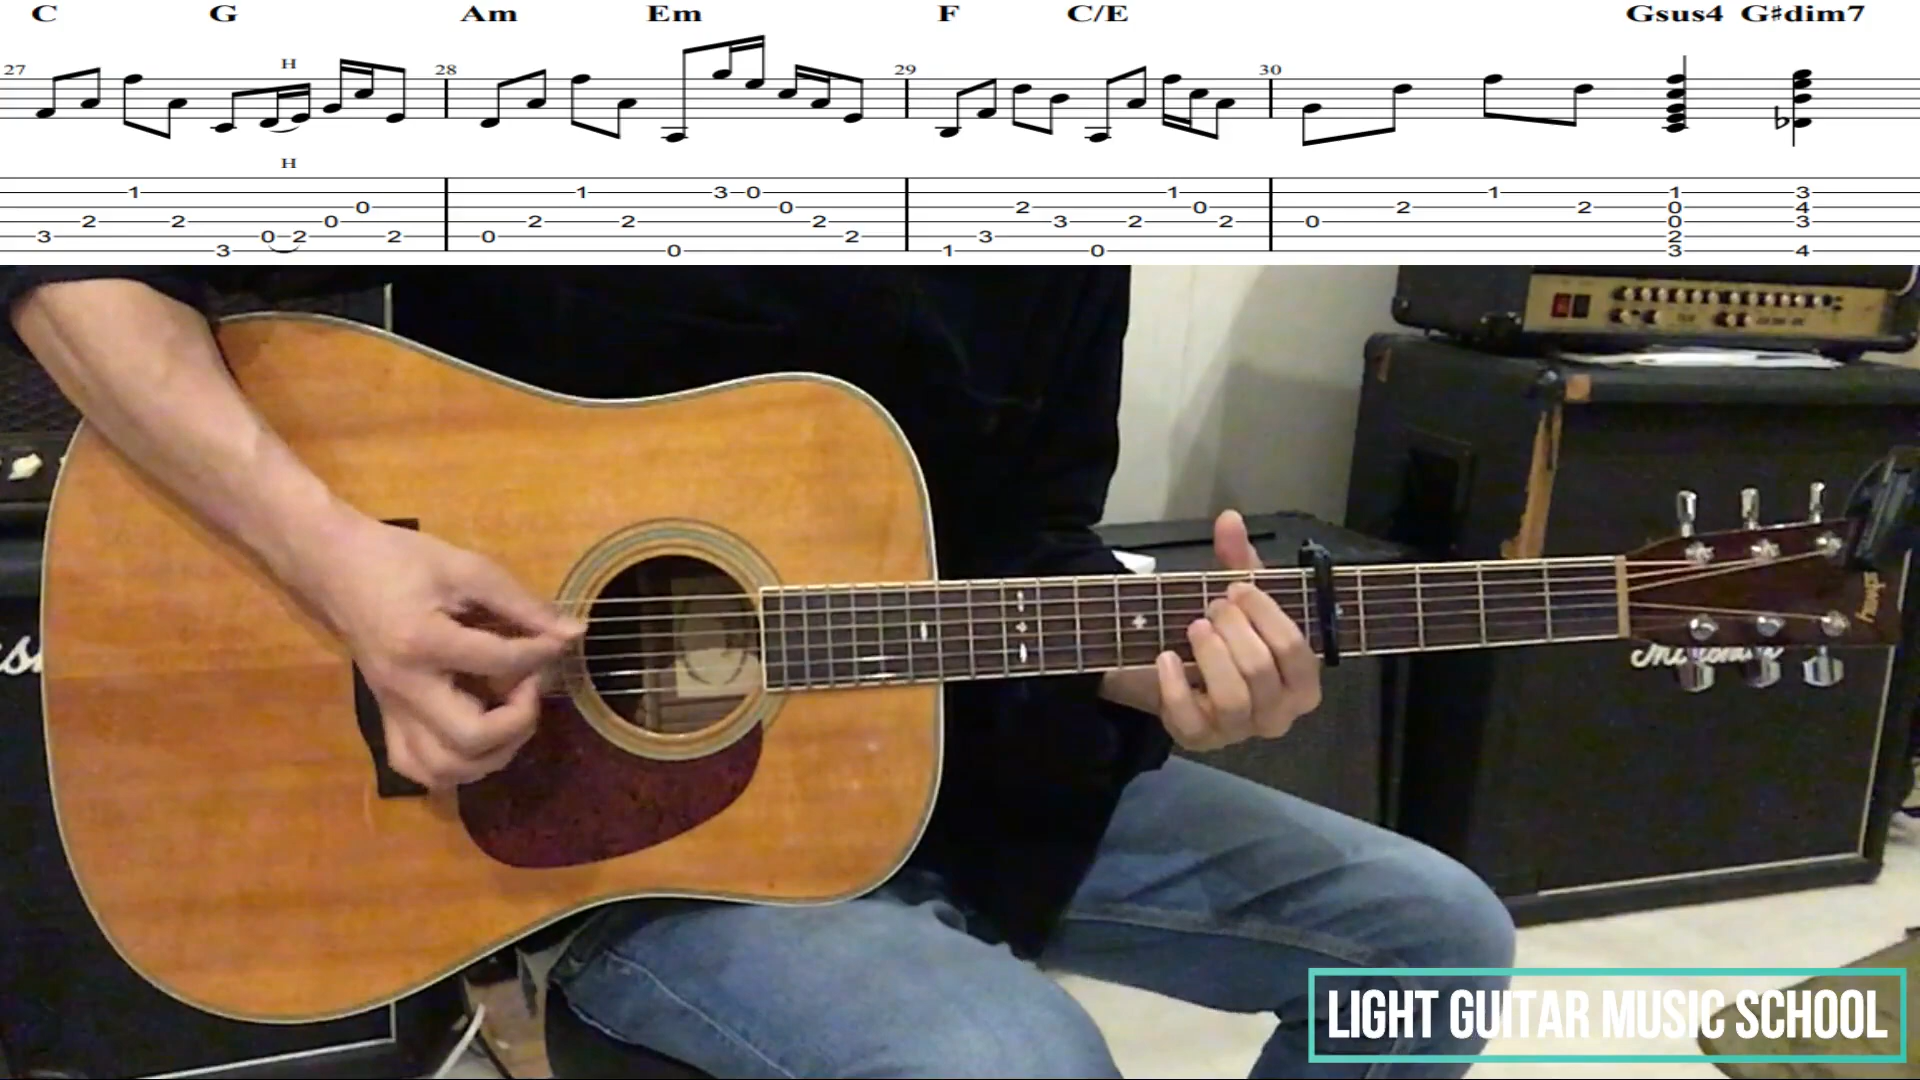 C G Am Em F C/E Gsus4 G♯dim7
27 H 28 29 30
H
1 1 3 0 1 1 1 3
0 0 2 0 2 2 0 4
2 2 0 2 2 2 3 2 2 0 0 3
3 0 2 2 0 2 3 2
3 0 1 0 3 4
LIGHT GUITAR MUSIC SCHOOL